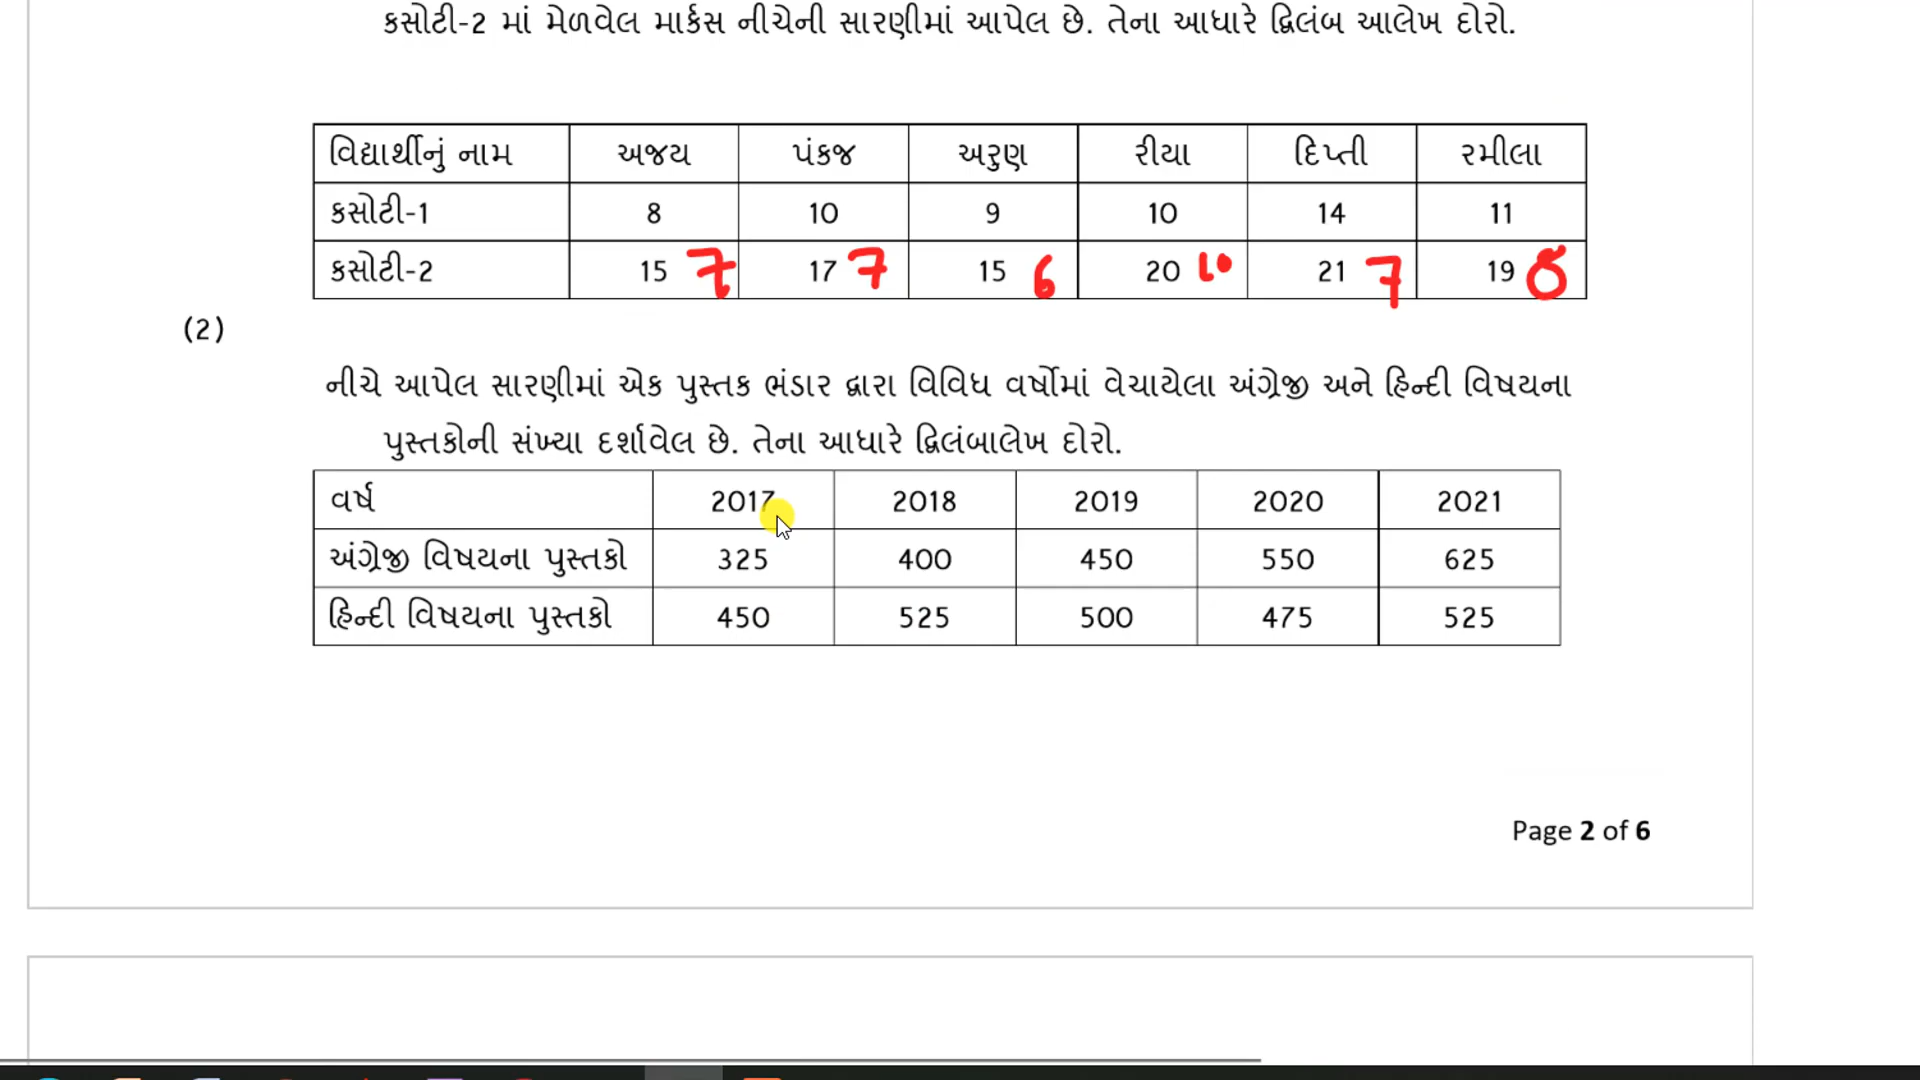 કસોટી-2 માં મેળવેલ માર્કસ નીચેની સારણીમાં આપેલ છે. તેના આધારે દ્વિલંબ આલેખ દોરો.
વિદ્યાર્થીનું નામ અજય પંકજ અરુણ રીયા દિપ્તી રમીલા
કસોટી-1 8 10 9 10 14 11
કસોટી-2 15 7 17 7 15 6 20 10 21 7 19 8
(2)
નીચે આપેલ સારણીમાં એક પુસ્તક ભંડાર દ્વારા વિવિધ વર્ષોમાં વેચાયેલા અંગ્રેજી અને હિન્દી વિષયના
પુસ્તકોની સંખ્યા દર્શાવેલ છે. તેના આધારે દ્વિલંબાલેખ દોરો.
વર્ષ 2017 2018 2019 2020 2021
અંગ્રેજી વિષયના પુસ્તકો 325 400 450 550 625
હિન્દી વિષયના પુસ્તકો 450 525 500 475 525
Page 2 of 6